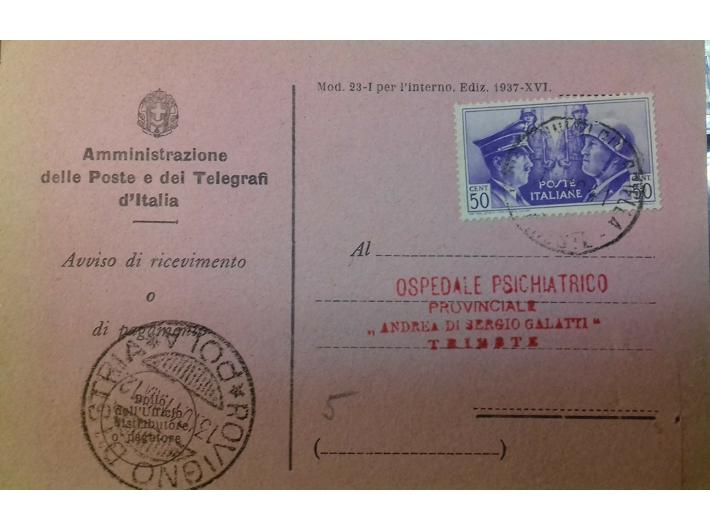 Mod. 23-I per l'interno. Ediz. 1937-XVI.
Amministrazione
delle Poste e dei Telegrafi
d'Italia
Avviso di ricevimento
o
di pagamento
Bollo
dell'Ufficio
distributore
o pagatore
ROVIGNO D'ISTRIA
POLA
CENT
50
POSTE
ITALIANE
CENT
50
Al
OSPEDALE PSICHIATRICO
PROVINCIALE
„ ANDREA DI SERGIO GALATTI "
TRIESTE
5
( )